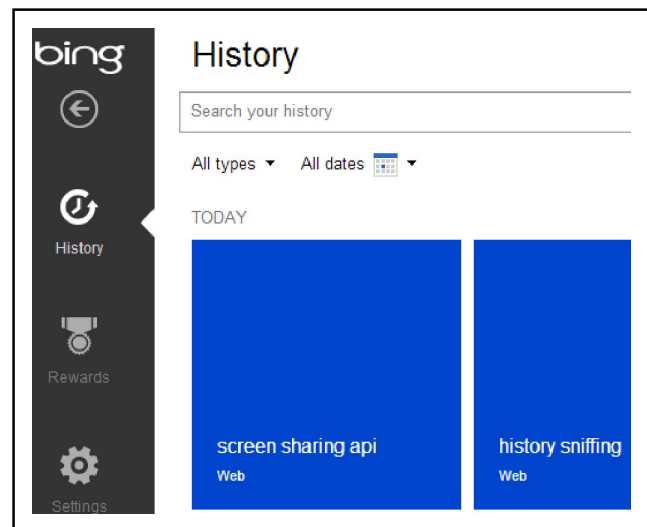 bing
History
Search your history
All types All dates
TODAY
History
Rewards
Settings
screen sharing api
Web
history sniffing
Web